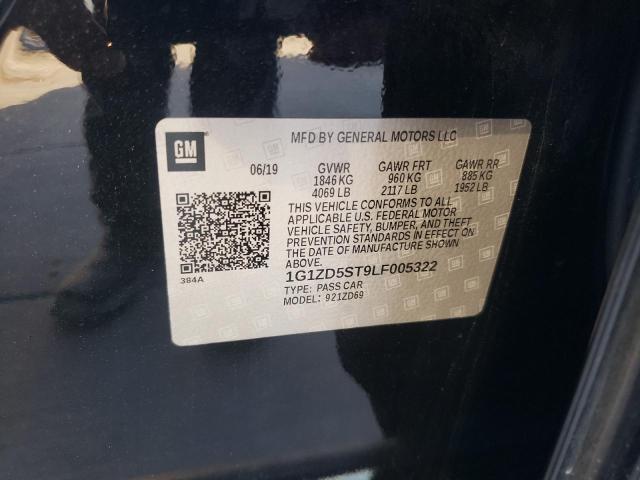 GM
MFD BY GENERAL MOTORS LLC
06/19 GVWR GAWR FRT GAWR RR
1846 KG 960 KG 885 KG
4069 LB 2117 LB 1952 LB
THIS VEHICLE CONFORMS TO ALL
APPLICABLE U.S. FEDERAL MOTOR
VEHICLE SAFETY, BUMPER, AND THEFT
PREVENTION STANDARDS IN EFFECT ON
THE DATE OF MANUFACTURE SHOWN
ABOVE.
384A
1G1ZD5ST9LF005322
TYPE: PASS CAR
MODEL: 921ZD69